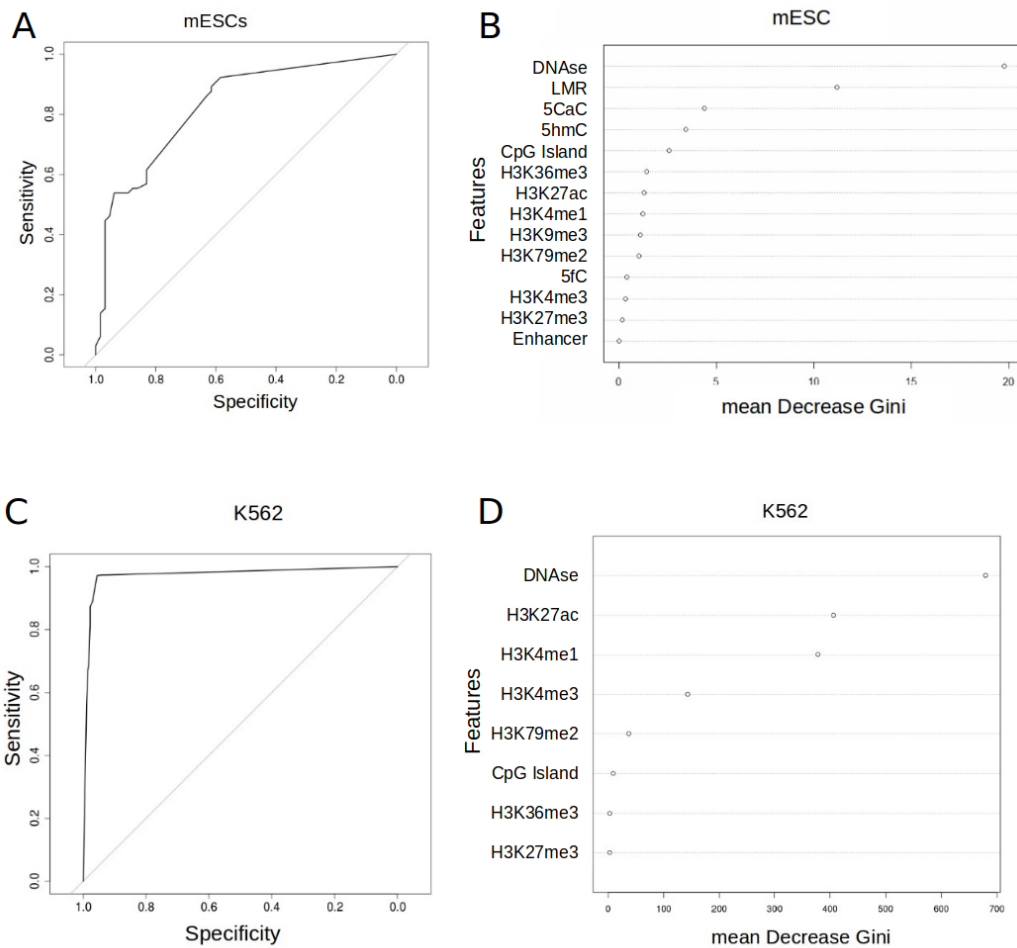 A
mESCs
Sensitivity
1.0
0.8
0.6
0.4
0.2
0.0
1.0 0.8 0.6 0.4 0.2 0.0
Specificity
B
mESC
Features
DNAse
LMR
5CaC
5hmC
CpG Island
H3K36me3
H3K27ac
H3K4me1
H3K9me3
H3K79me2
5fC
H3K4me3
H3K27me3
Enhancer
0 5 10 15 20
mean Decrease Gini
C
K562
Sensitivity
1.0
0.8
0.6
0.4
0.2
0.0
1.0 0.8 0.6 0.4 0.2 0.0
Specificity
D
K562
Features
DNAse
H3K27ac
H3K4me1
H3K4me3
H3K79me2
CpG Island
H3K36me3
H3K27me3
0 100 200 300 400 500 600 700
mean Decrease Gini